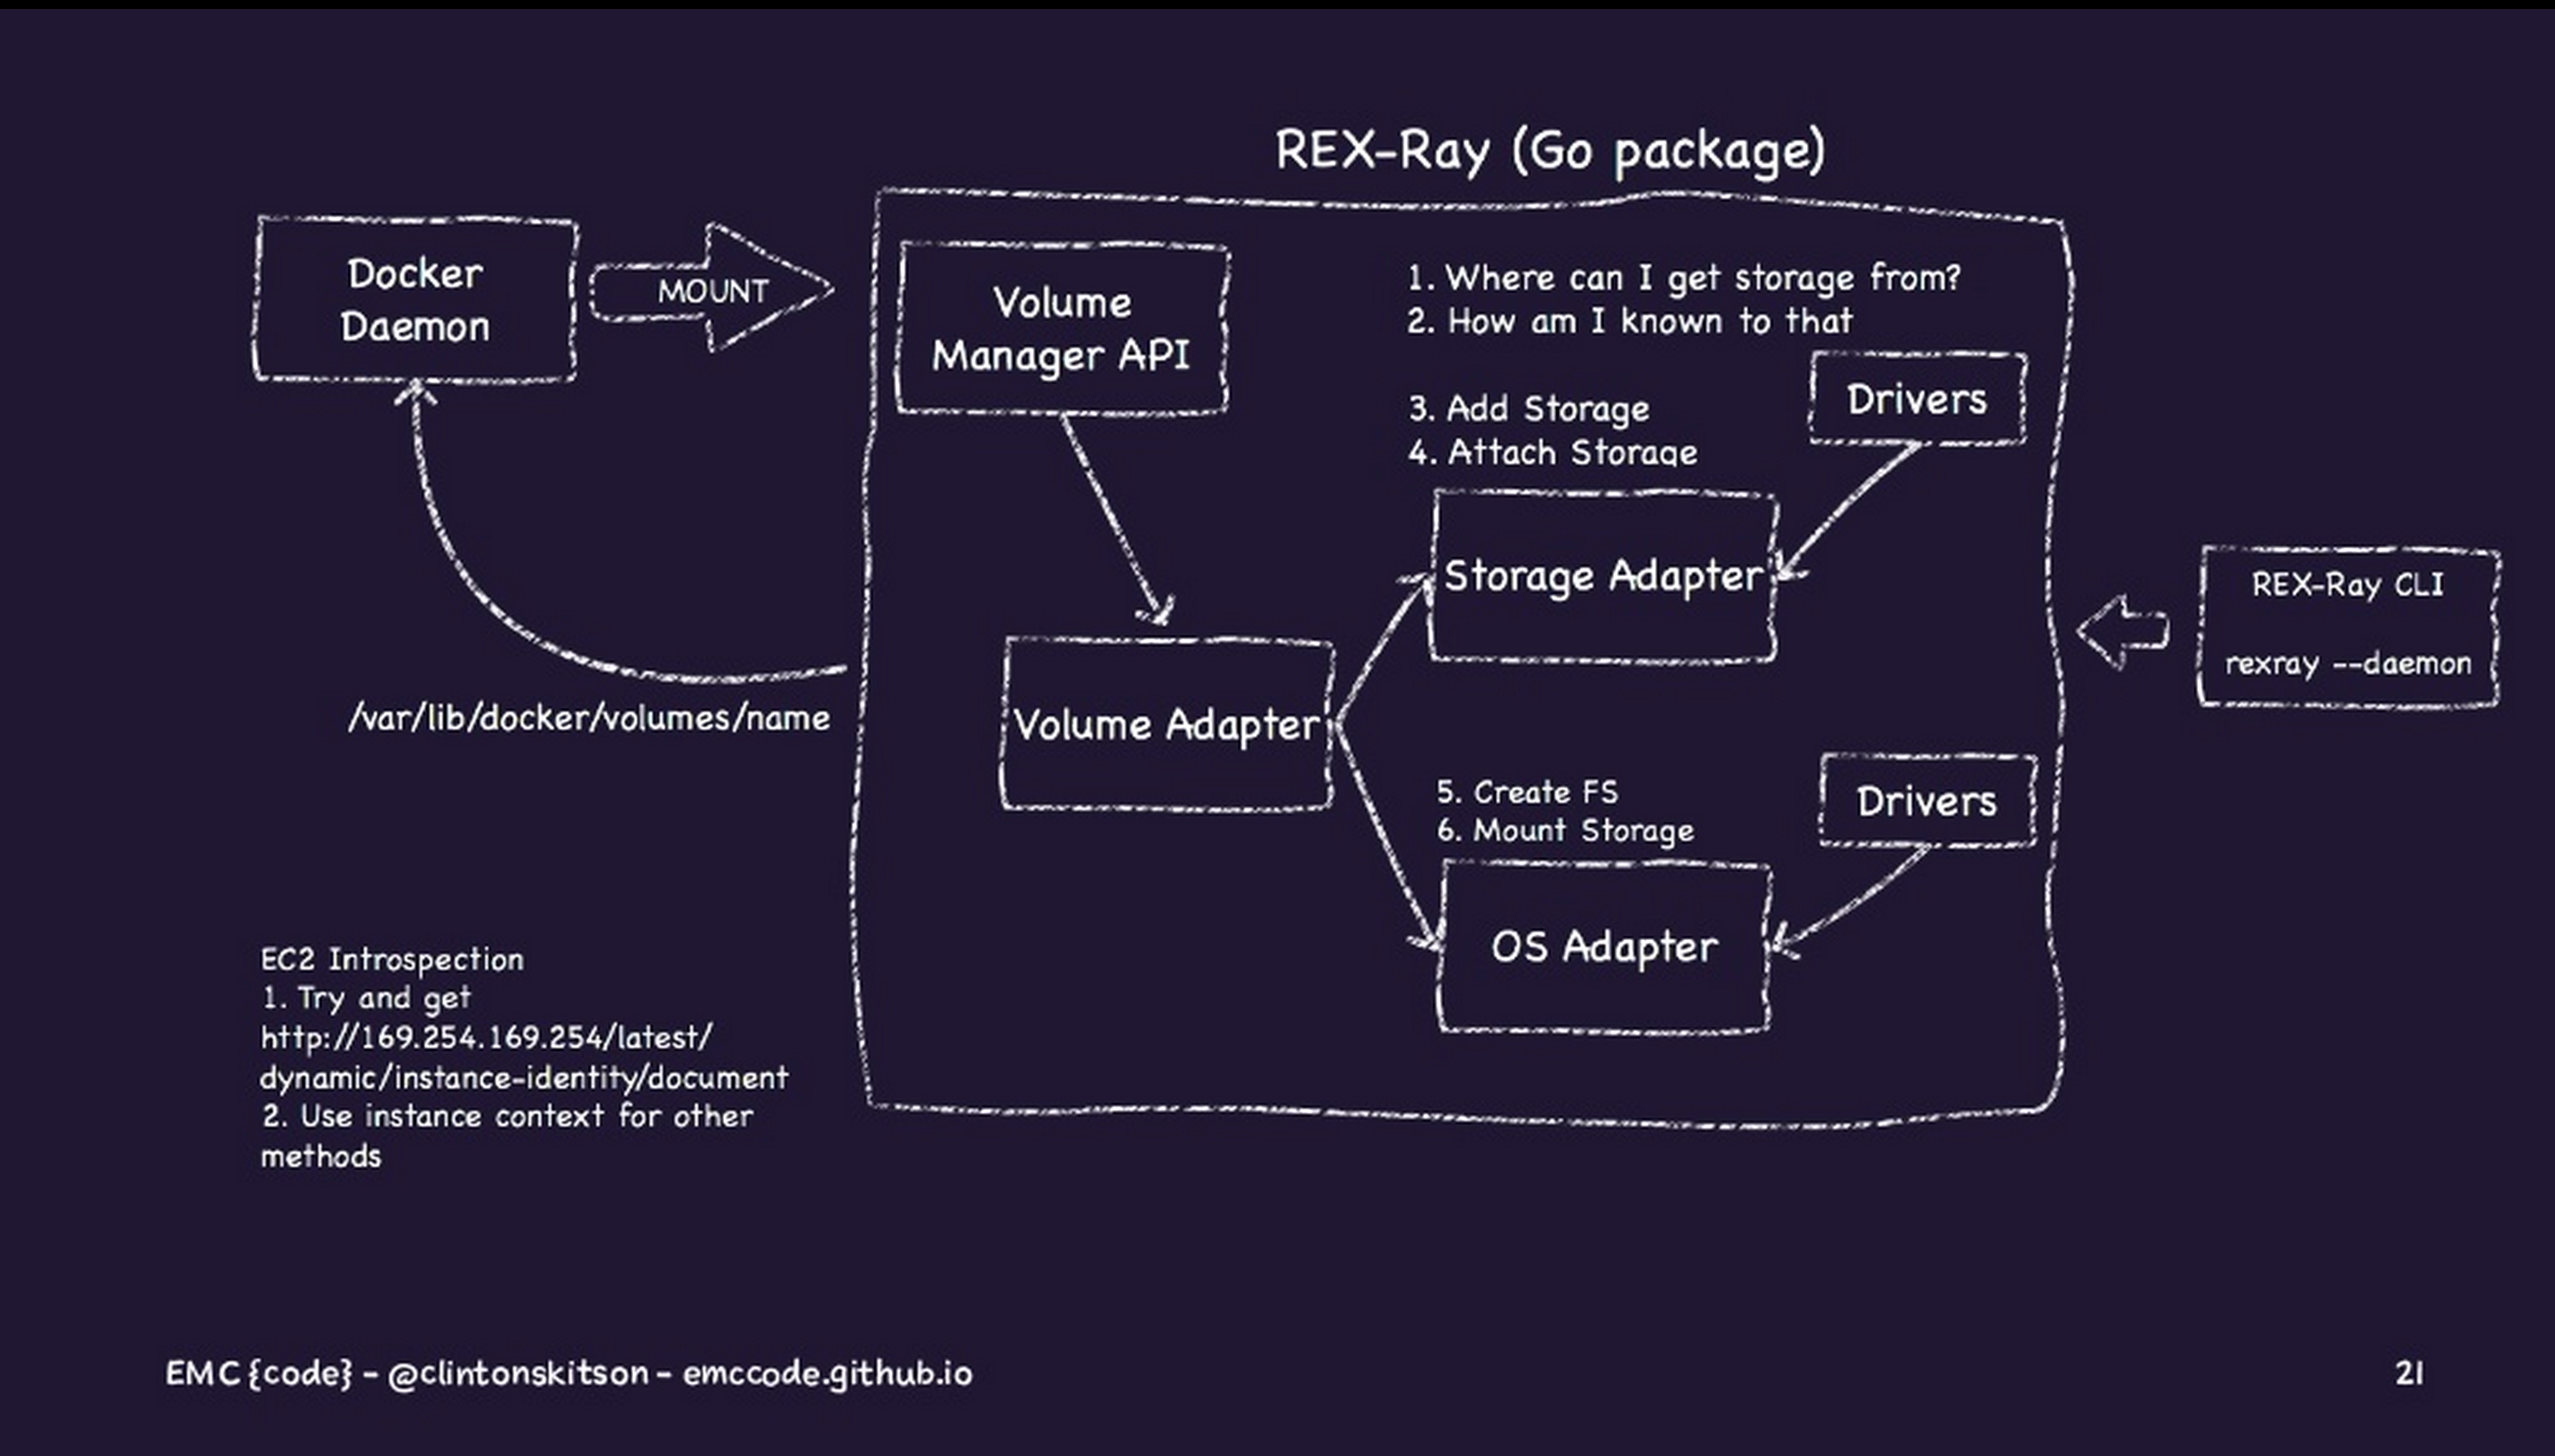 REX-Ray (Go package)
Docker
Daemon
MOUNT
Volume
Manager API
1. Where can I get storage from?
2. How am I known to that
Drivers
3. Add Storage
4. Attach Storage
Storage Adapter
REX-Ray CLI
rexray --daemon
Volume Adapter
/var/lib/docker/volumes/name
5. Create FS
6. Mount Storage
Drivers
OS Adapter
EC2 Introspection
1. Try and get
http://169.254.169.254/latest/
dynamic/instance-identity/document
2. Use instance context for other
methods
EMC {code} - @clintonskitson - emccode.github.io
21